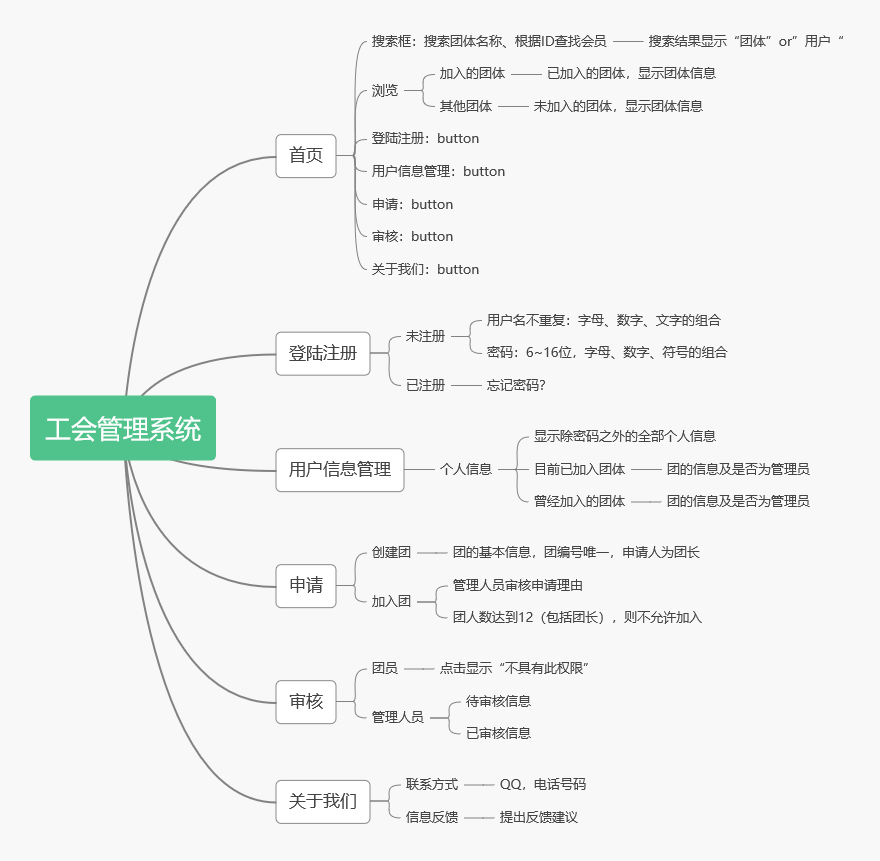 搜索框：搜索团体名称、根据ID查找会员
搜索结果显示“团体”or”用户“
浏览
加入的团体
已加入的团体，显示团体信息
其他团体
未加入的团体，显示团体信息
首页
登陆注册：button
用户信息管理：button
申请：button
审核：button
关于我们：button
登陆注册
未注册
用户名不重复：字母、数字、文字的组合
密码：6~16位，字母、数字、符号的组合
已注册
忘记密码？
工会管理系统
用户信息管理
个人信息
显示除密码之外的全部个人信息
目前已加入团体
团的信息及是否为管理员
曾经加入的团体
团的信息及是否为管理员
申请
创建团
团的基本信息，团编号唯一，申请人为团长
加入团
管理人员审核申请理由
团人数达到12（包括团长），则不允许加入
审核
团员
点击显示“不具有此权限”
管理人员
待审核信息
已审核信息
关于我们
联系方式
QQ，电话号码
信息反馈
提出反馈建议